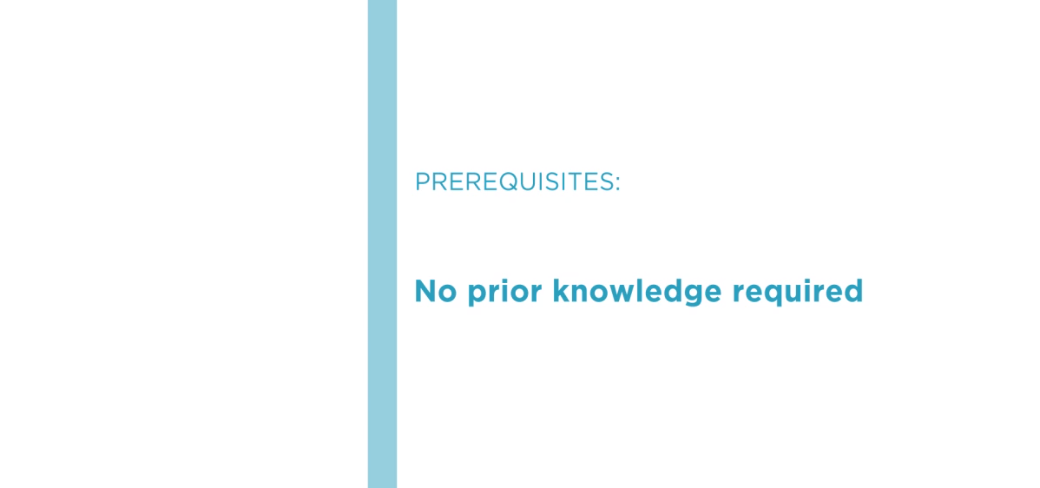 PREREQUISITES:
No prior knowledge required